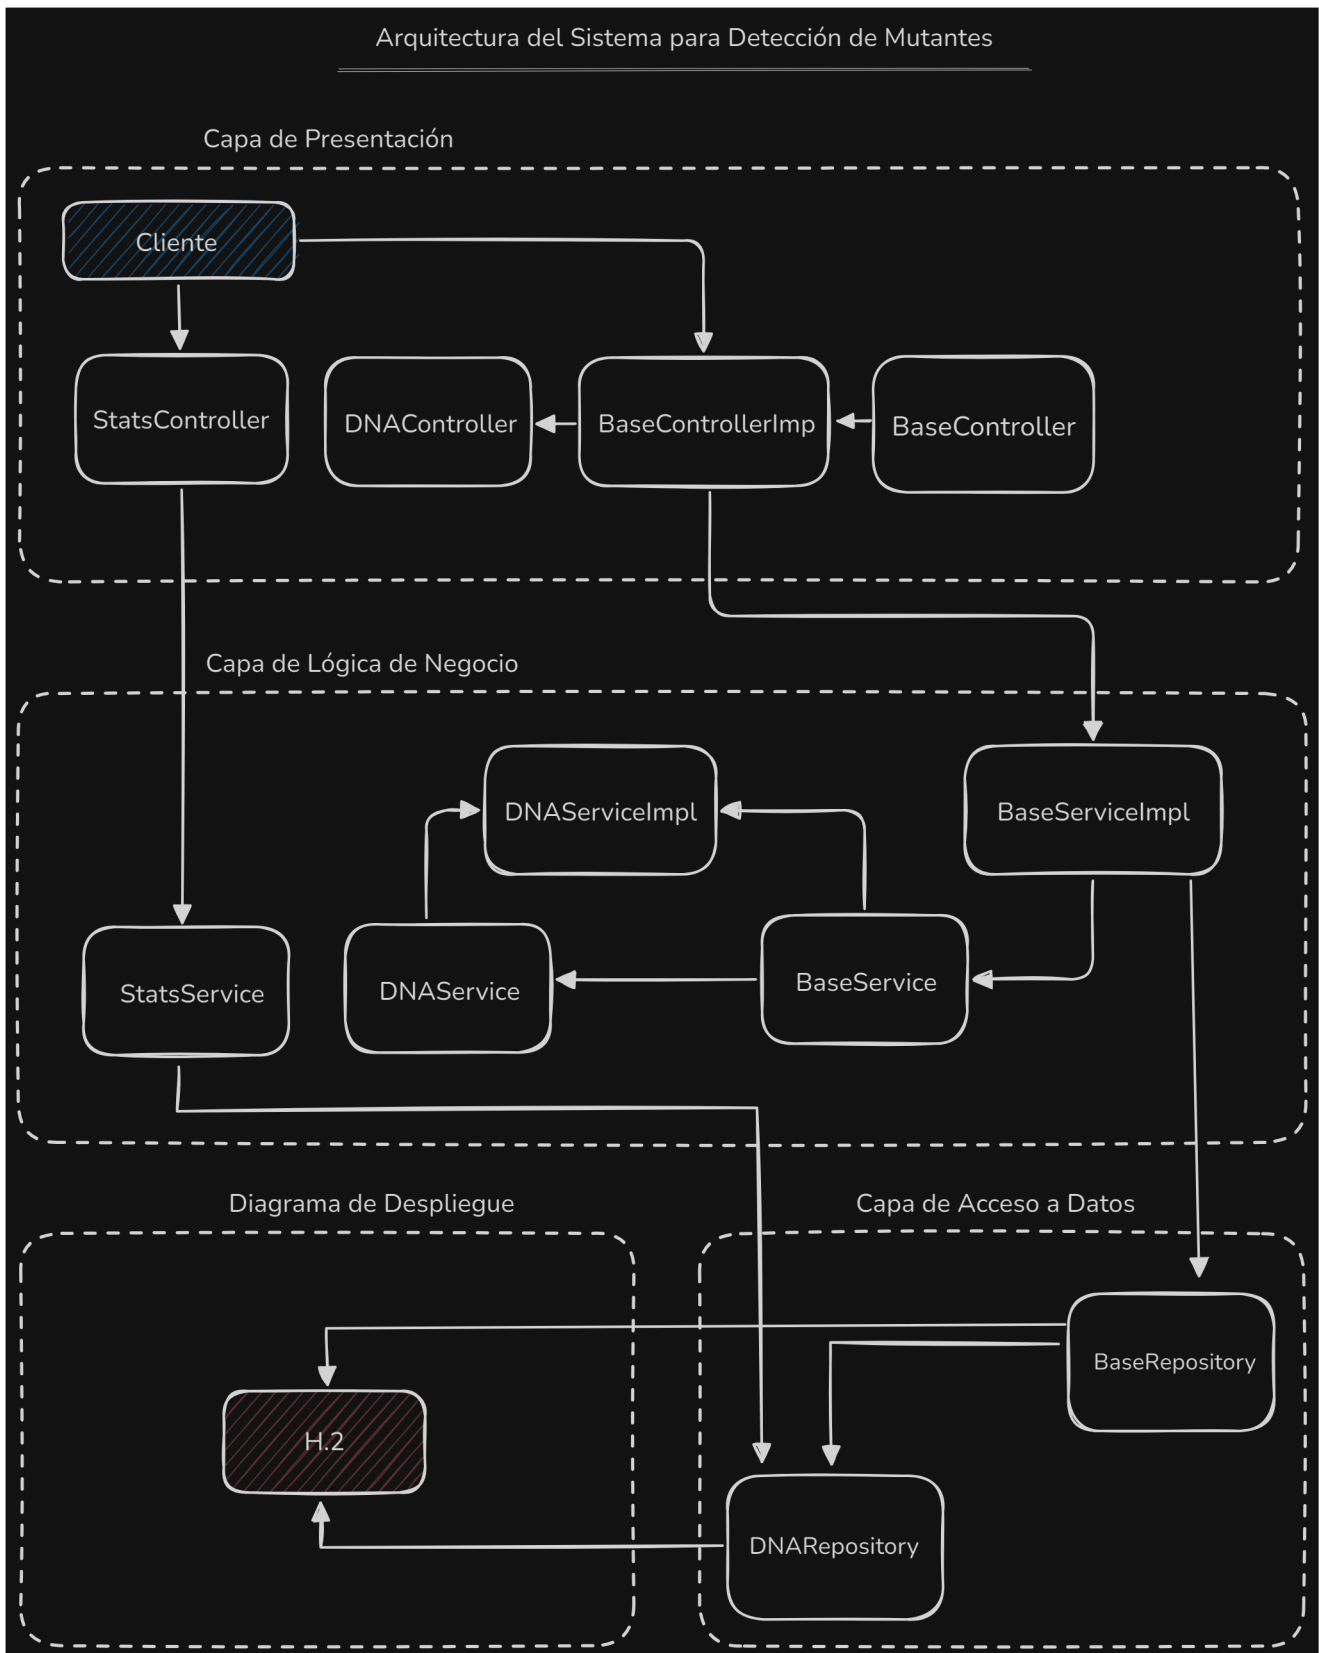 Arquitectura del Sistema para Detección de Mutantes
Capa de Presentación
Cliente
StatsController
DNAController
BaseControllerImp
BaseController
Capa de Lógica de Negocio
DNAServiceImpl
BaseServiceImpl
StatsService
DNAService
BaseService
Diagrama de Despliegue
Capa de Acceso a Datos
BaseRepository
H.2
DNARepository